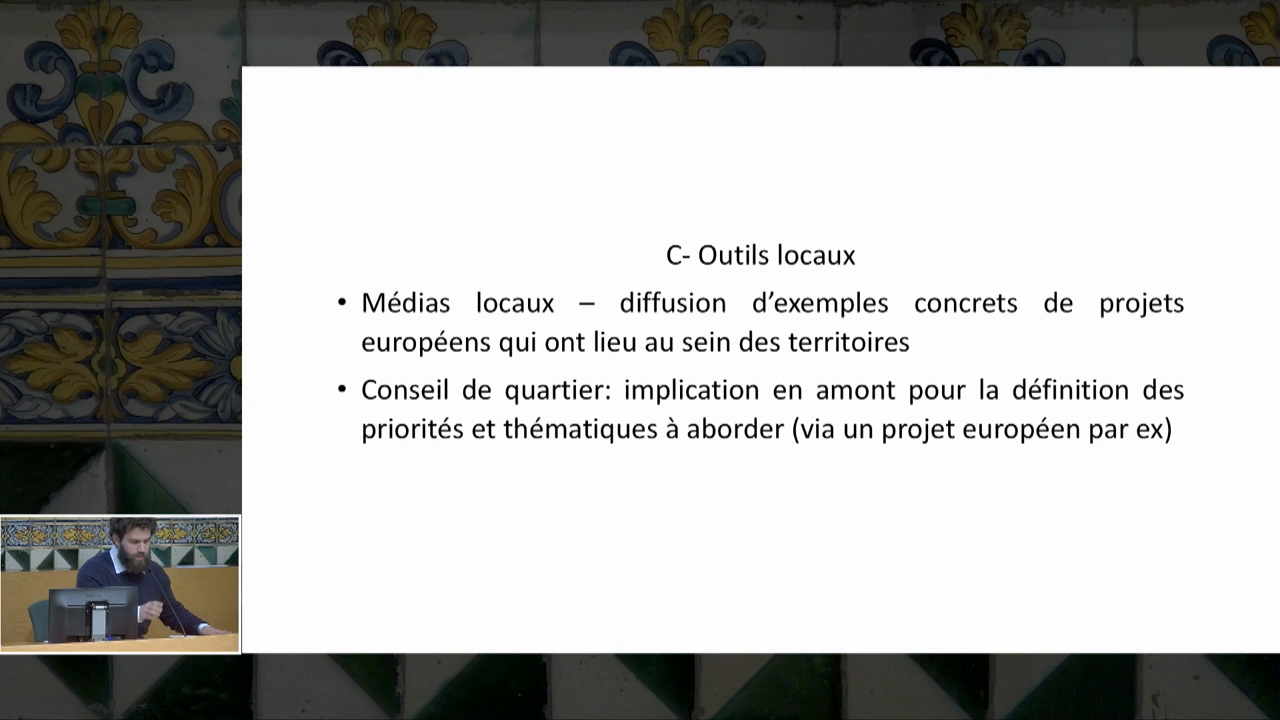 C- Outils locaux
• Médias locaux – diffusion d’exemples concrets de projets
européens qui ont lieu au sein des territoires
• Conseil de quartier: implication en amont pour la définition des
priorités et thématiques à aborder (via un projet européen par ex)